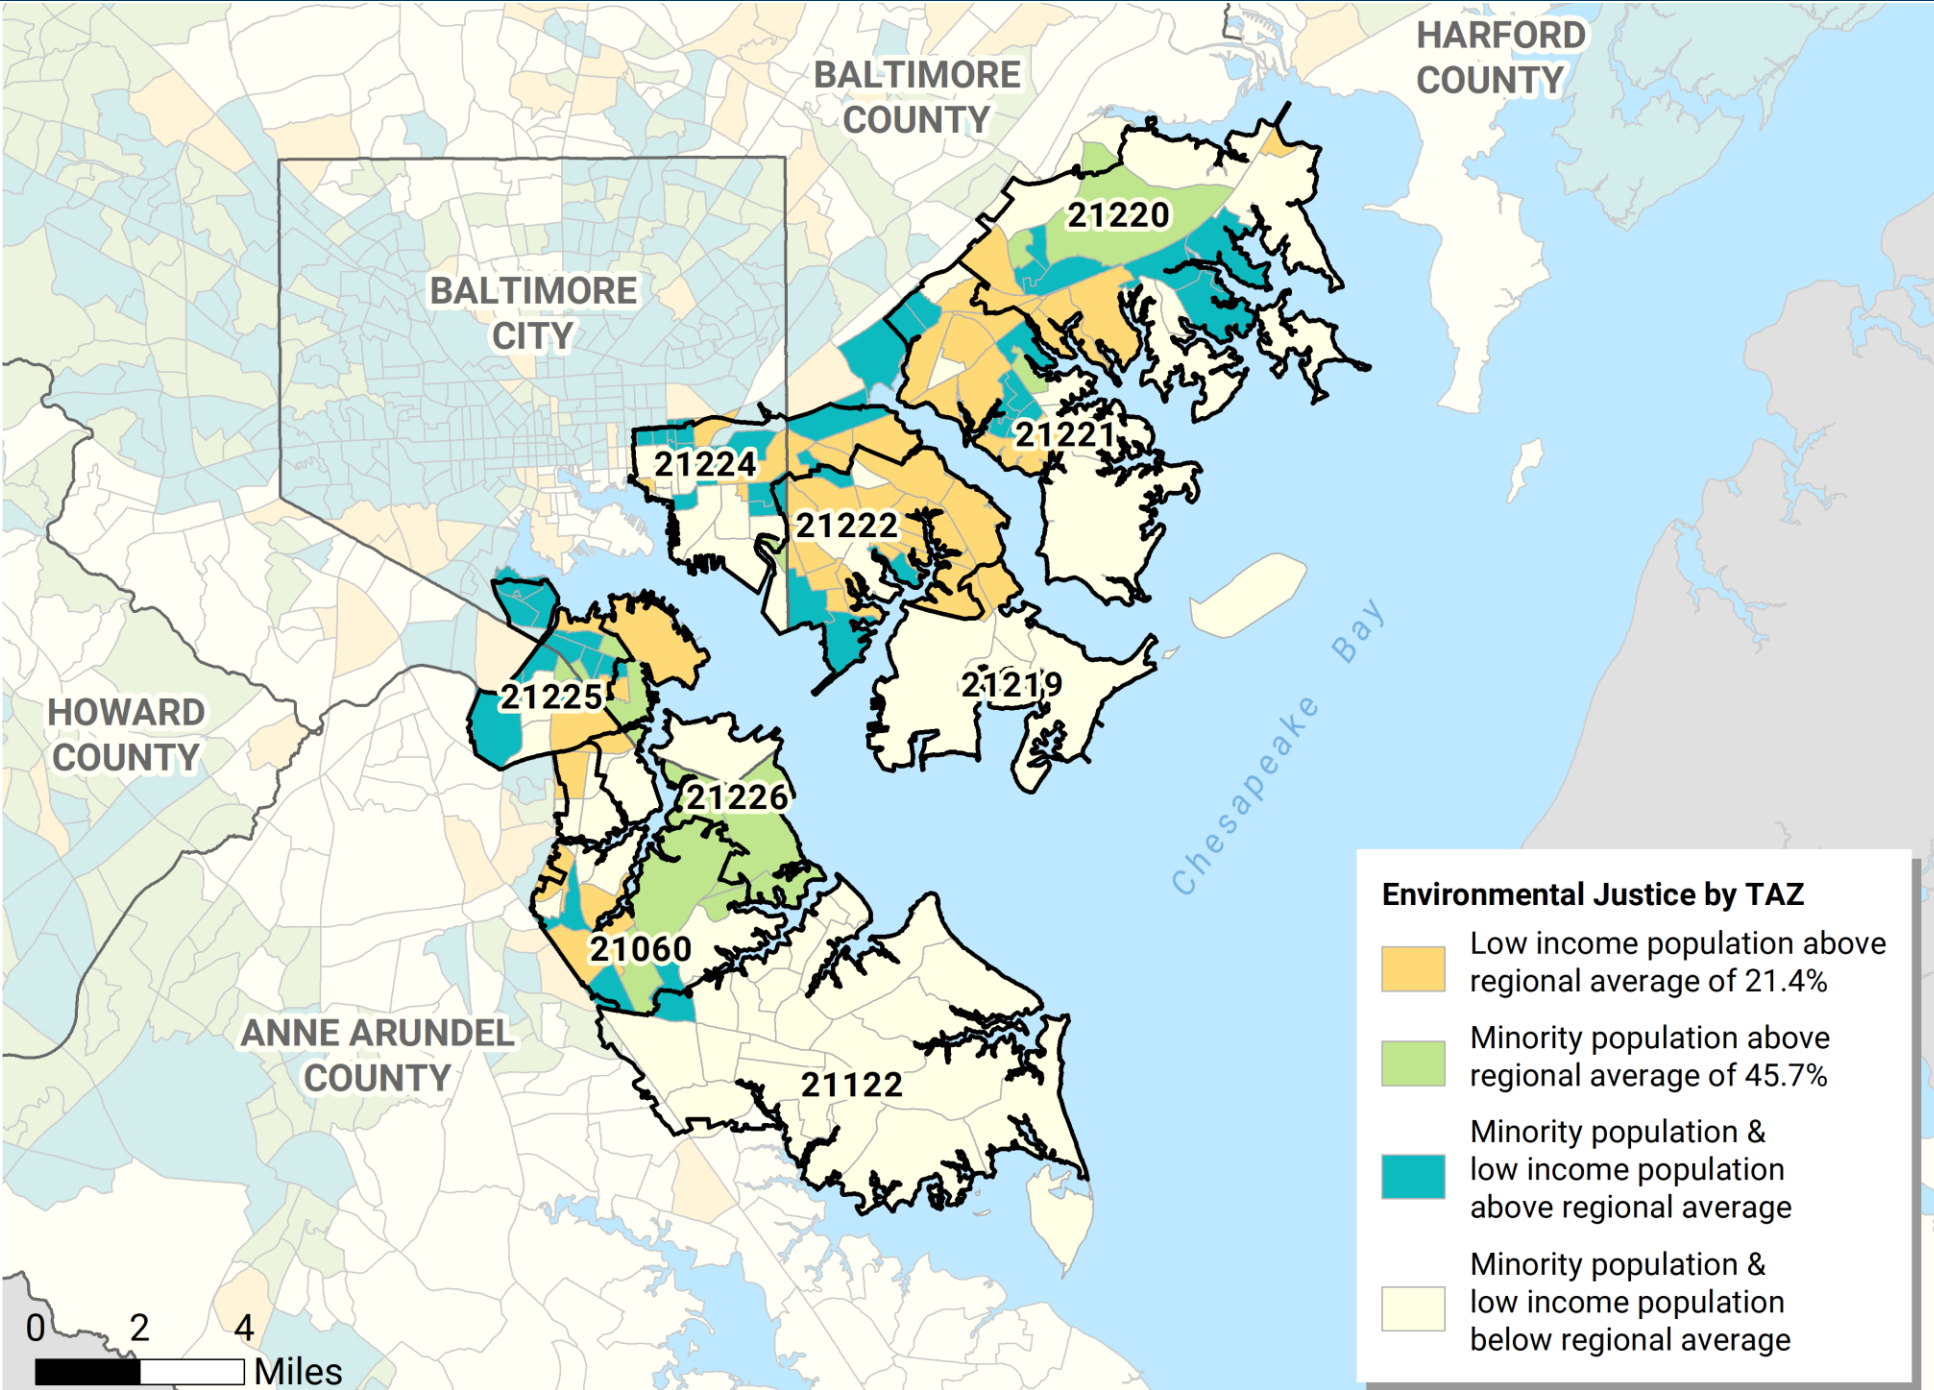 HARFORD
COUNTY
BALTIMORE
COUNTY
21220
BALTIMORE
CITY
21221
21224
21222
21225
21219
HOWARD
COUNTY
21226
Chesapeake Bay
21060
ANNE ARUNDEL
COUNTY
21122
Environmental Justice by TAZ
Low income population above
regional average of 21.4%
Minority population above
regional average of 45.7%
Minority population &
low income population
above regional average
Minority population &
low income population
below regional average
0 2 4
Miles